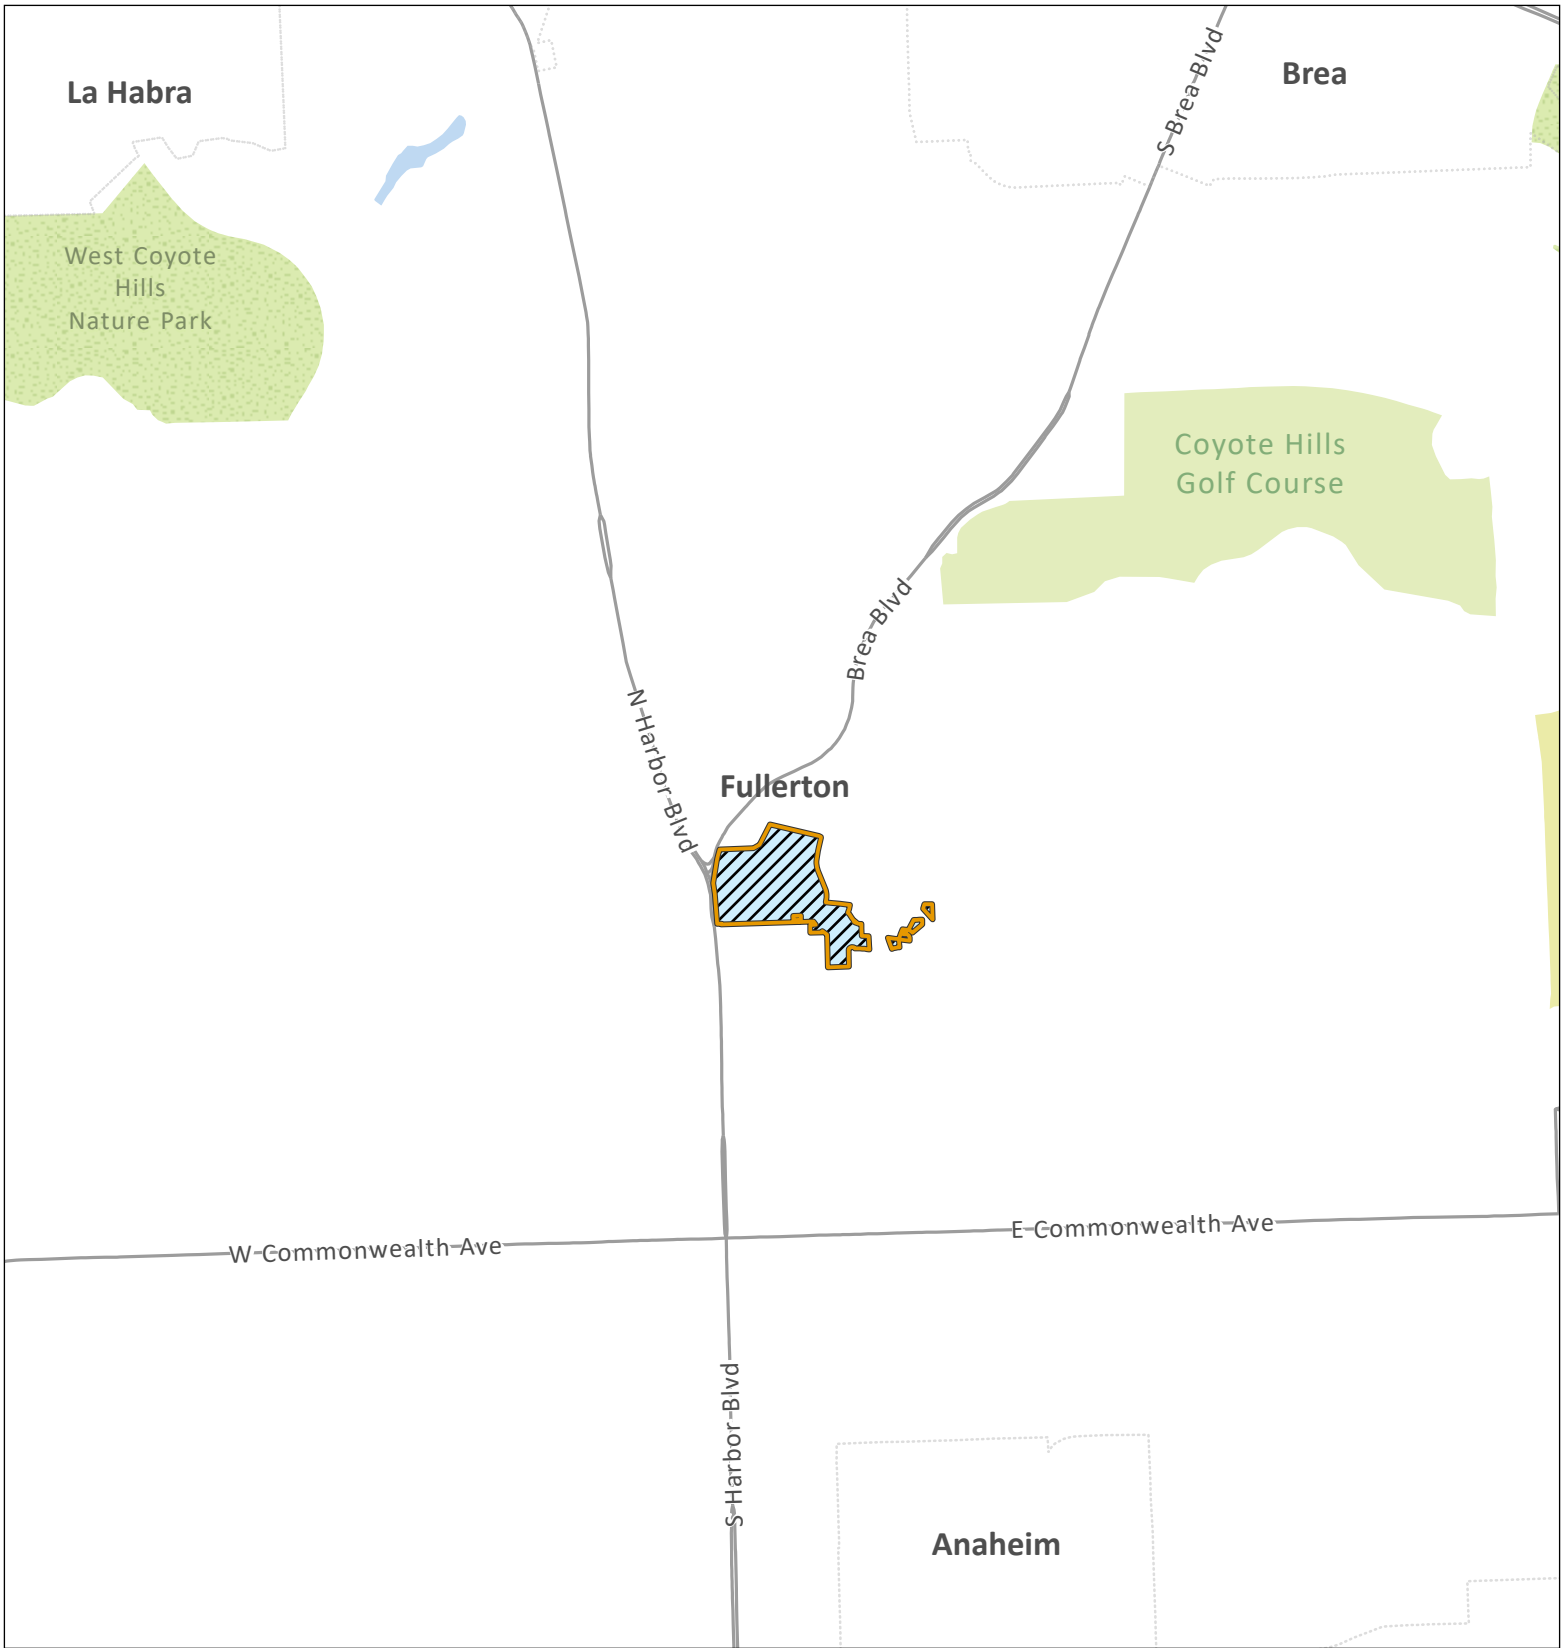 La Habra
Brea
S Brea Blvd
West Coyote
Hills
Nature Park
Coyote Hills
Golf Course
Brea Blvd
N Harbor Blvd
Fullerton
W Commonwealth Ave
E Commonwealth Ave
S Harbor Blvd
Anaheim